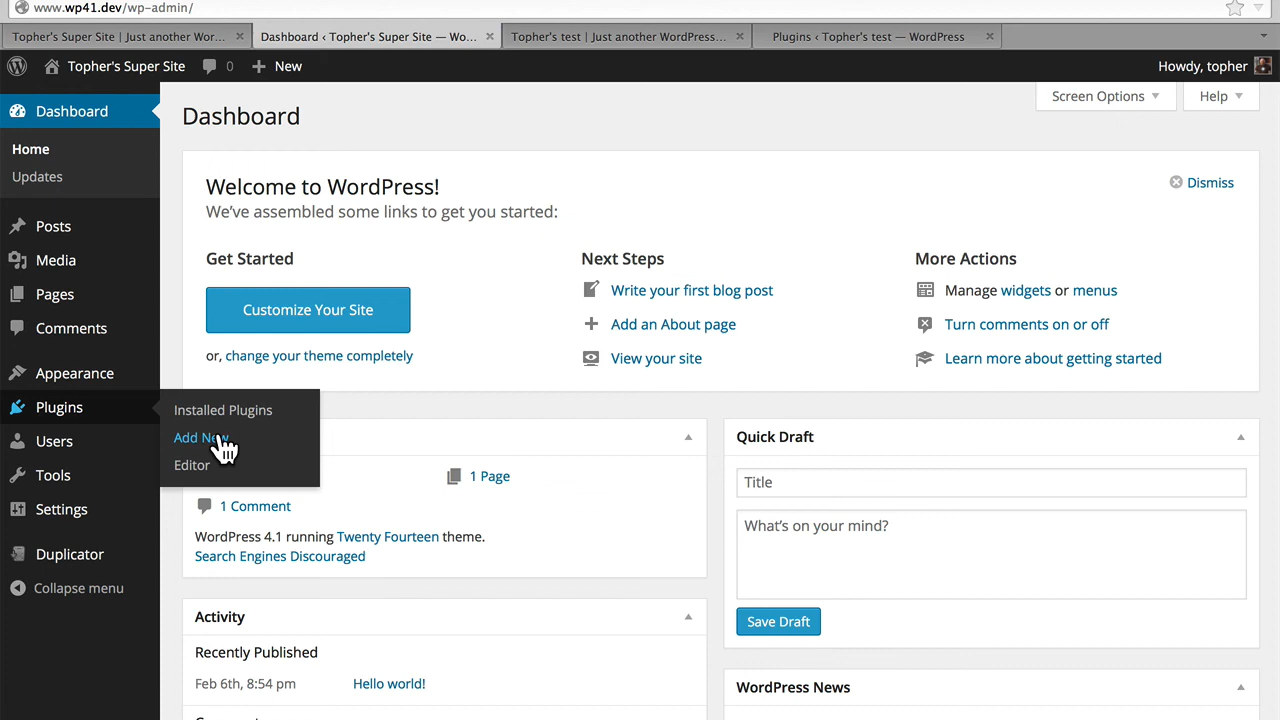 www.wp41.dev/wp-admin/
Topher's Super Site | Just another Wor...
Dashboard ‹ Topher's Super Site — Wo...
Topher's test | Just another WordPress...
Plugins ‹ Topher's test — WordPress
Topher's Super Site
0
New
Howdy, topher
Dashboard
Home
Updates
Posts
Media
Pages
Comments
Appearance
Plugins
Installed Plugins
Add New
Editor
Users
Tools
Settings
Duplicator
Collapse menu
Screen Options
Help
Dashboard
Welcome to WordPress!
We've assembled some links to get you started:
Dismiss
Get Started
Customize Your Site
or, change your theme completely
Next Steps
Write your first blog post
Add an About page
View your site
More Actions
Manage widgets or menus
Turn comments on or off
Learn more about getting started
1 Page
1 Comment
WordPress 4.1 running Twenty Fourteen theme.
Search Engines Discouraged
Activity
Recently Published
Feb 6th, 8:54 pm
Hello world!
Quick Draft
Title
What's on your mind?
Save Draft
WordPress News